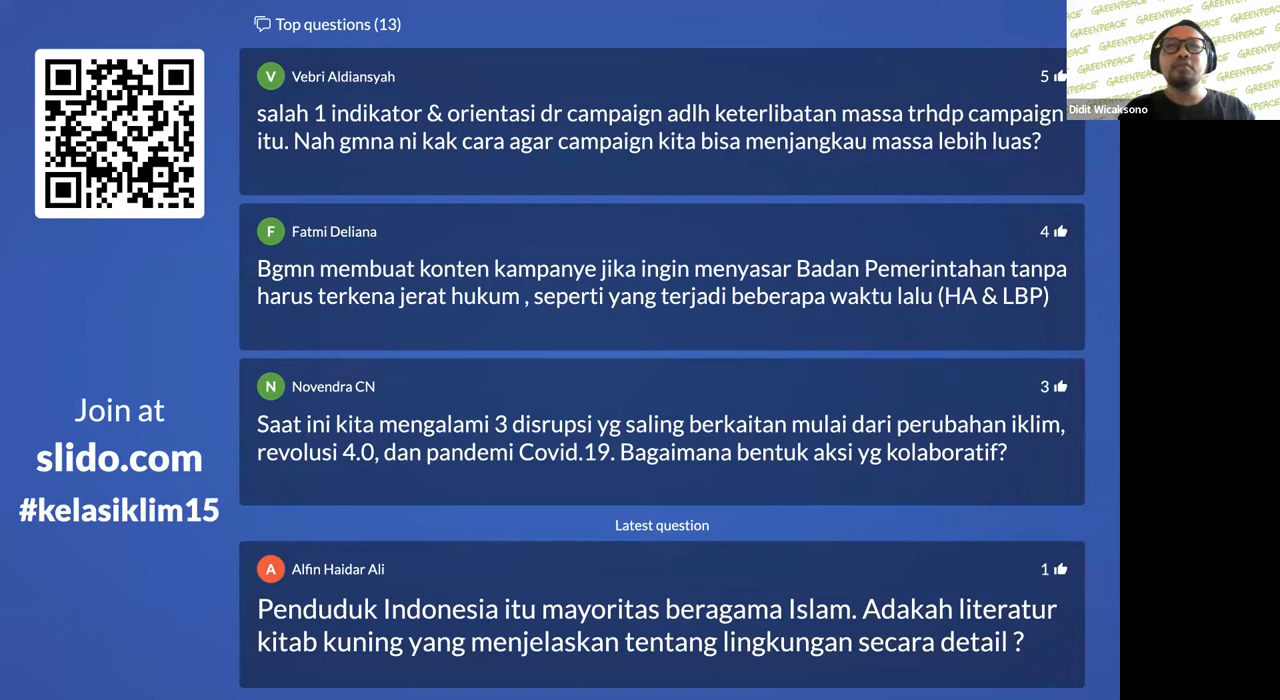 Top questions (13)
V Vebri Aldiansyah 5
salah 1 indikator & orientasi dr campaign adlh keterlibatan massa trhdp campaign
itu. Nah gmna ni kak cara agar campaign kita bisa menjangkau massa lebih luas?
F Fatmi Deliana 4
Bgmn membuat konten kampanye jika ingin menyasar Badan Pemerintahan tanpa
harus terkena jerat hukum , seperti yang terjadi beberapa waktu lalu (HA & LBP)
N Novendra CN 3
Saat ini kita mengalami 3 disrupsi yg saling berkaitan mulai dari perubahan iklim,
revolusi 4.0, dan pandemi Covid.19. Bagaimana bentuk aksi yg kolaboratif?
Latest question
A Alfin Haidar Ali 1
Penduduk Indonesia itu mayoritas beragama Islam. Adakah literatur
kitab kuning yang menjelaskan tentang lingkungan secara detail ?
Join at
slido.com
#kelasiklim15
GREENPEACE GREENPEACE
GREENPEACE
GREENPEACE
Didit Wicaksono